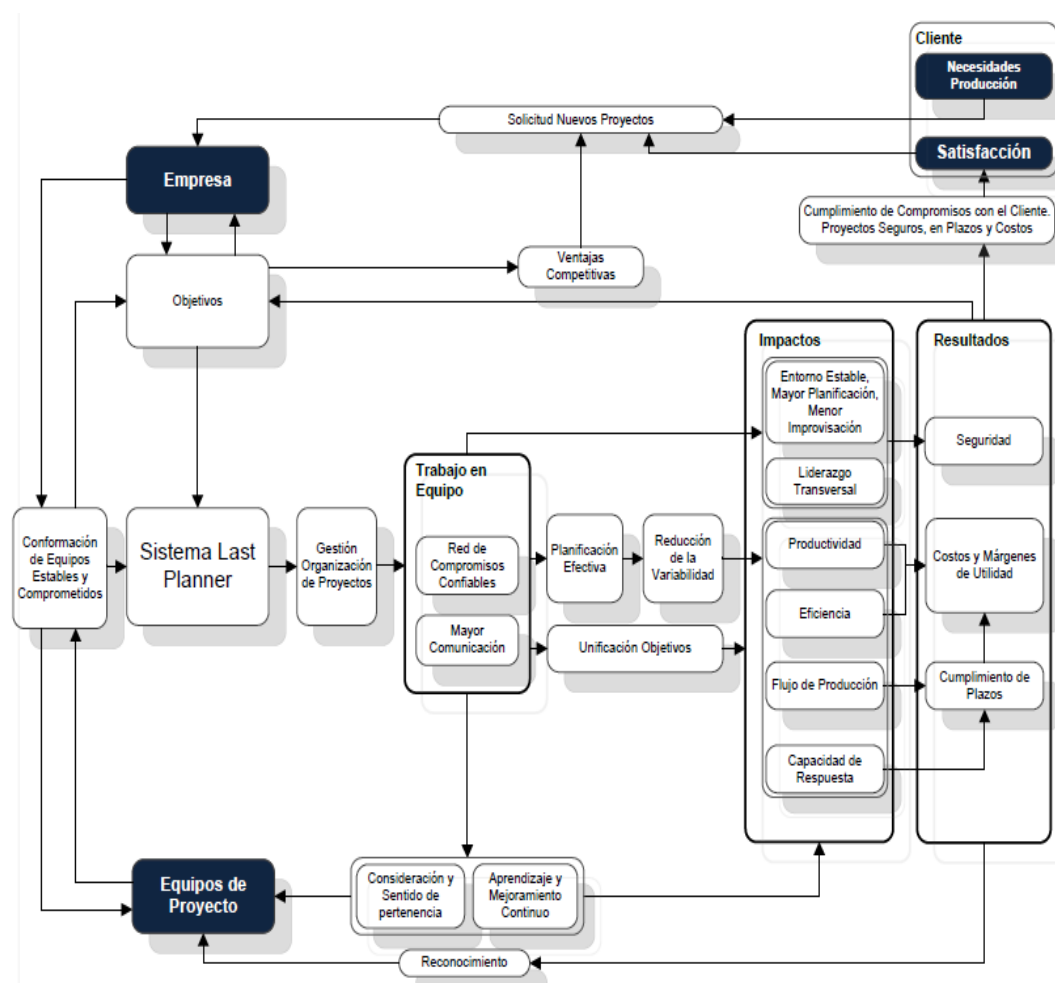 Cliente
Necesidades
Producción
Solicitud Nuevos Proyectos
Satisfacción
Empresa
Cumplimiento de Compromisos con el Cliente.
Proyectos Seguros, en Plazos y Costos
Ventajas
Competitivas
Objetivos
Impactos
Entorno Estable,
Mayor Planificación,
Menor
Improvisación
Liderazgo
Transversal
Productividad
Eficiencia
Flujo de Producción
Capacidad de
Respuesta
Resultados
Seguridad
Costos y Márgenes
de Utilidad
Cumplimiento de
Plazos
Trabajo en
Equipo
Red de
Compromisos
Confiables
Mayor
Comunicación
Planificación
Efectiva
Reducción
de la
Variabilidad
Unificación Objetivos
Conformación
de Equipos
Estables y
Comprometidos
Sistema Last
Planner
Gestión
Organización
de Proyectos
Equipos de
Proyecto
Consideración y
Sentido de
pertenencia
Aprendizaje y
Mejoramiento
Continuo
Reconocimiento